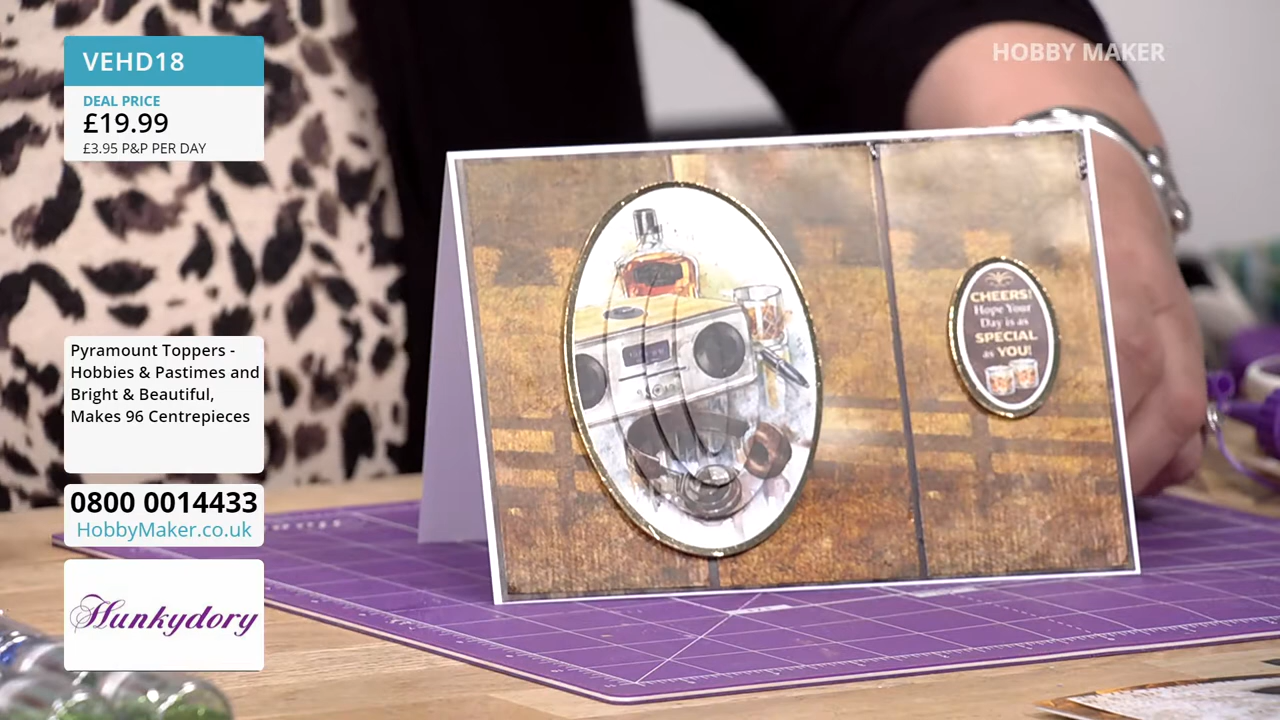 VEHD18
DEAL PRICE
£19.99
£3.95 P&P PER DAY
HOBBY MAKER
Pyramount Toppers -
Hobbies & Pastimes and
Bright & Beautiful,
Makes 96 Centrepieces
0800 0014433
HobbyMaker.co.uk
Hunkydory
CHEERS!
Hope Your
Day is as
SPECIAL
as YOU!